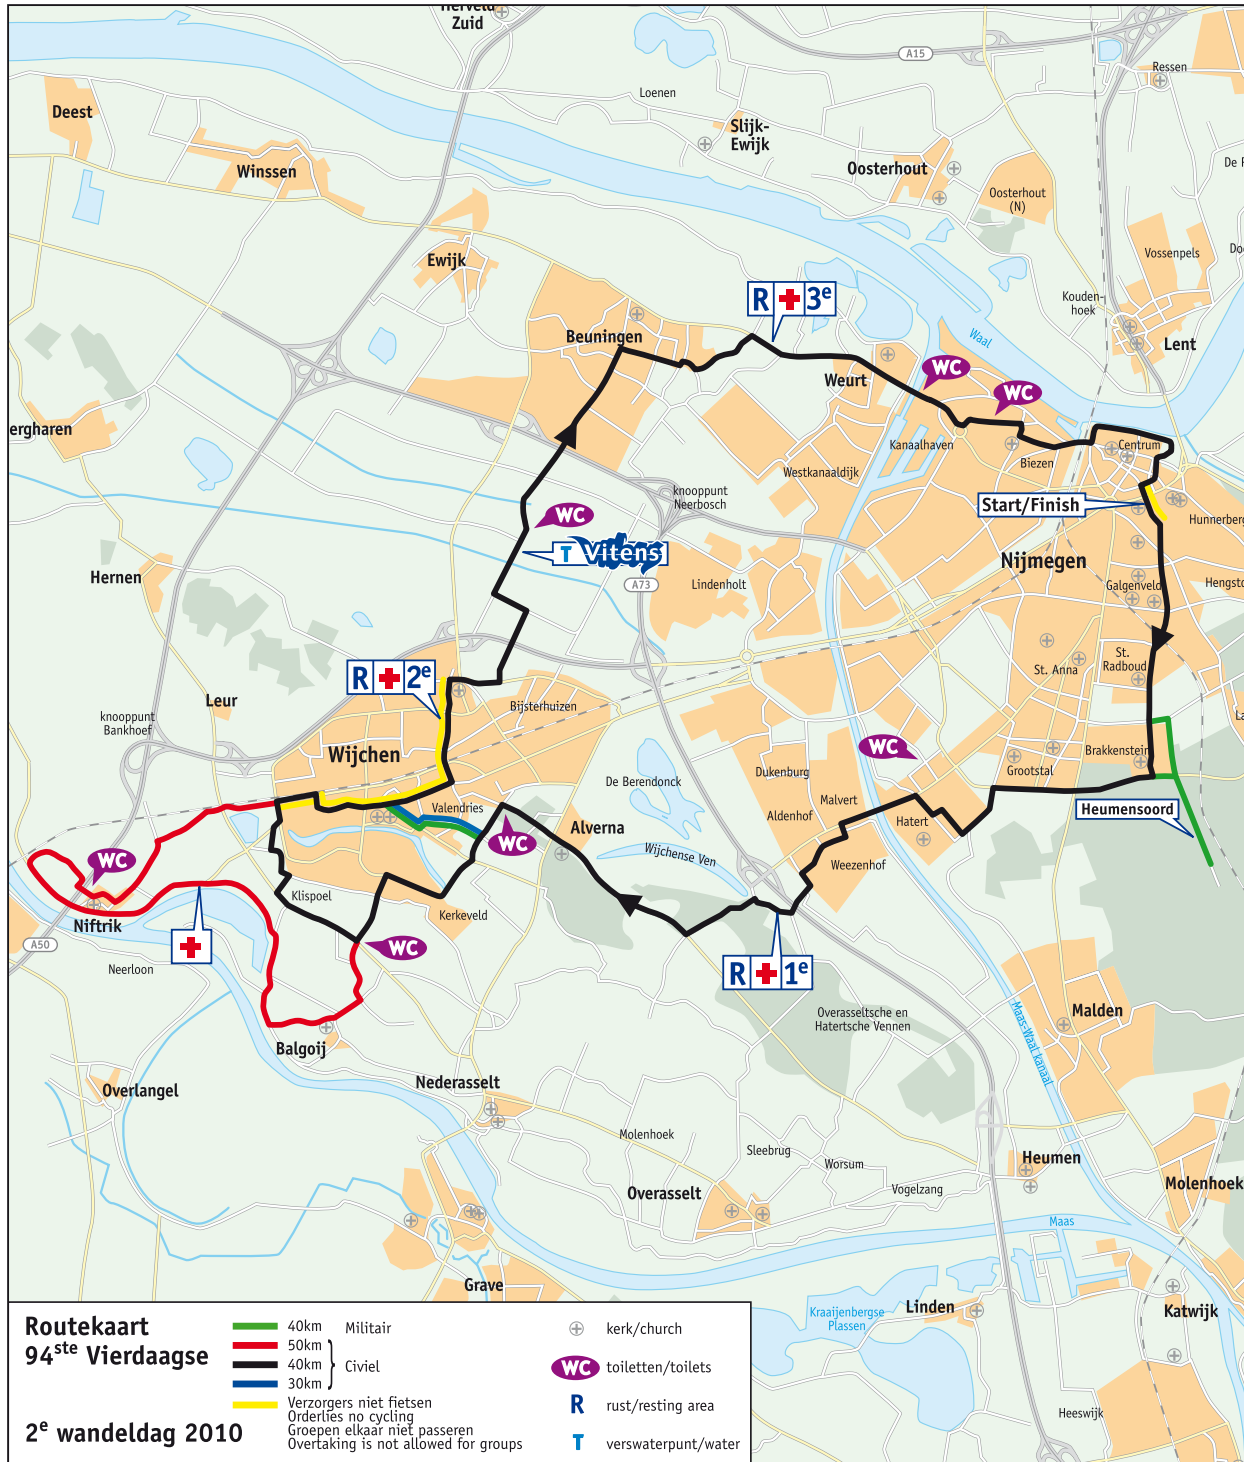 Zuid
A15
Ressen
Deest
Loenen
Slijk-
Ewijk
Winssen
Oosterhout
Oosterhout
(N)
Vossenpels
Ewijk
Kouden-
hoek
R 3e
Beuningen
Waal
Lent
Weurt
WC
WC
ergharen
Kanaalhaven
Centrum
Biezen
Westkanaaldijk
knooppunt
Neerbosch
Start/Finish
WC
Hunnerberg
T Vitens
Nijmegen
Hernen
A73
Lindenholt
Galgenveld
Hengstd
St.
Radboud
St. Anna
R 2e
Leur
Bijsterhuizen
knooppunt
Bankhoef
Wijchen
WC
Brakkenstein
Grootstal
De Berendonck
Dukenburg
Malvert
Valendries
Aldenhof
Heumensoord
Alverna
Hatert
WC
WC
Wijchense Ven
Weezenhof
Klispoel
Kerkeveld
Niftrik
A50
WC
Neerloon
R 1e
Maas-Waal kanaal
Overasseltsche en
Hatertsche Vennen
Malden
Balgoij
Nederasselt
Overlangel
Molenhoek
Sleebrug
Worsum
Heumen
Vogelzang
Overasselt
Molenhoek
Maas
Grave
Kraaijenbergse
Plassen
Linden
Katwijk
Heeswijk
Routekaart
94ste Vierdaagse
2e wandeldag 2010
40km Militair
50km
40km Civiel
30km
Verzorgers niet fietsen
Orderlies no cycling
Groepen elkaar niet passeren
Overtaking is not allowed for groups
kerk/church
WC toiletten/toilets
R rust/resting area
T verswaterpunt/water